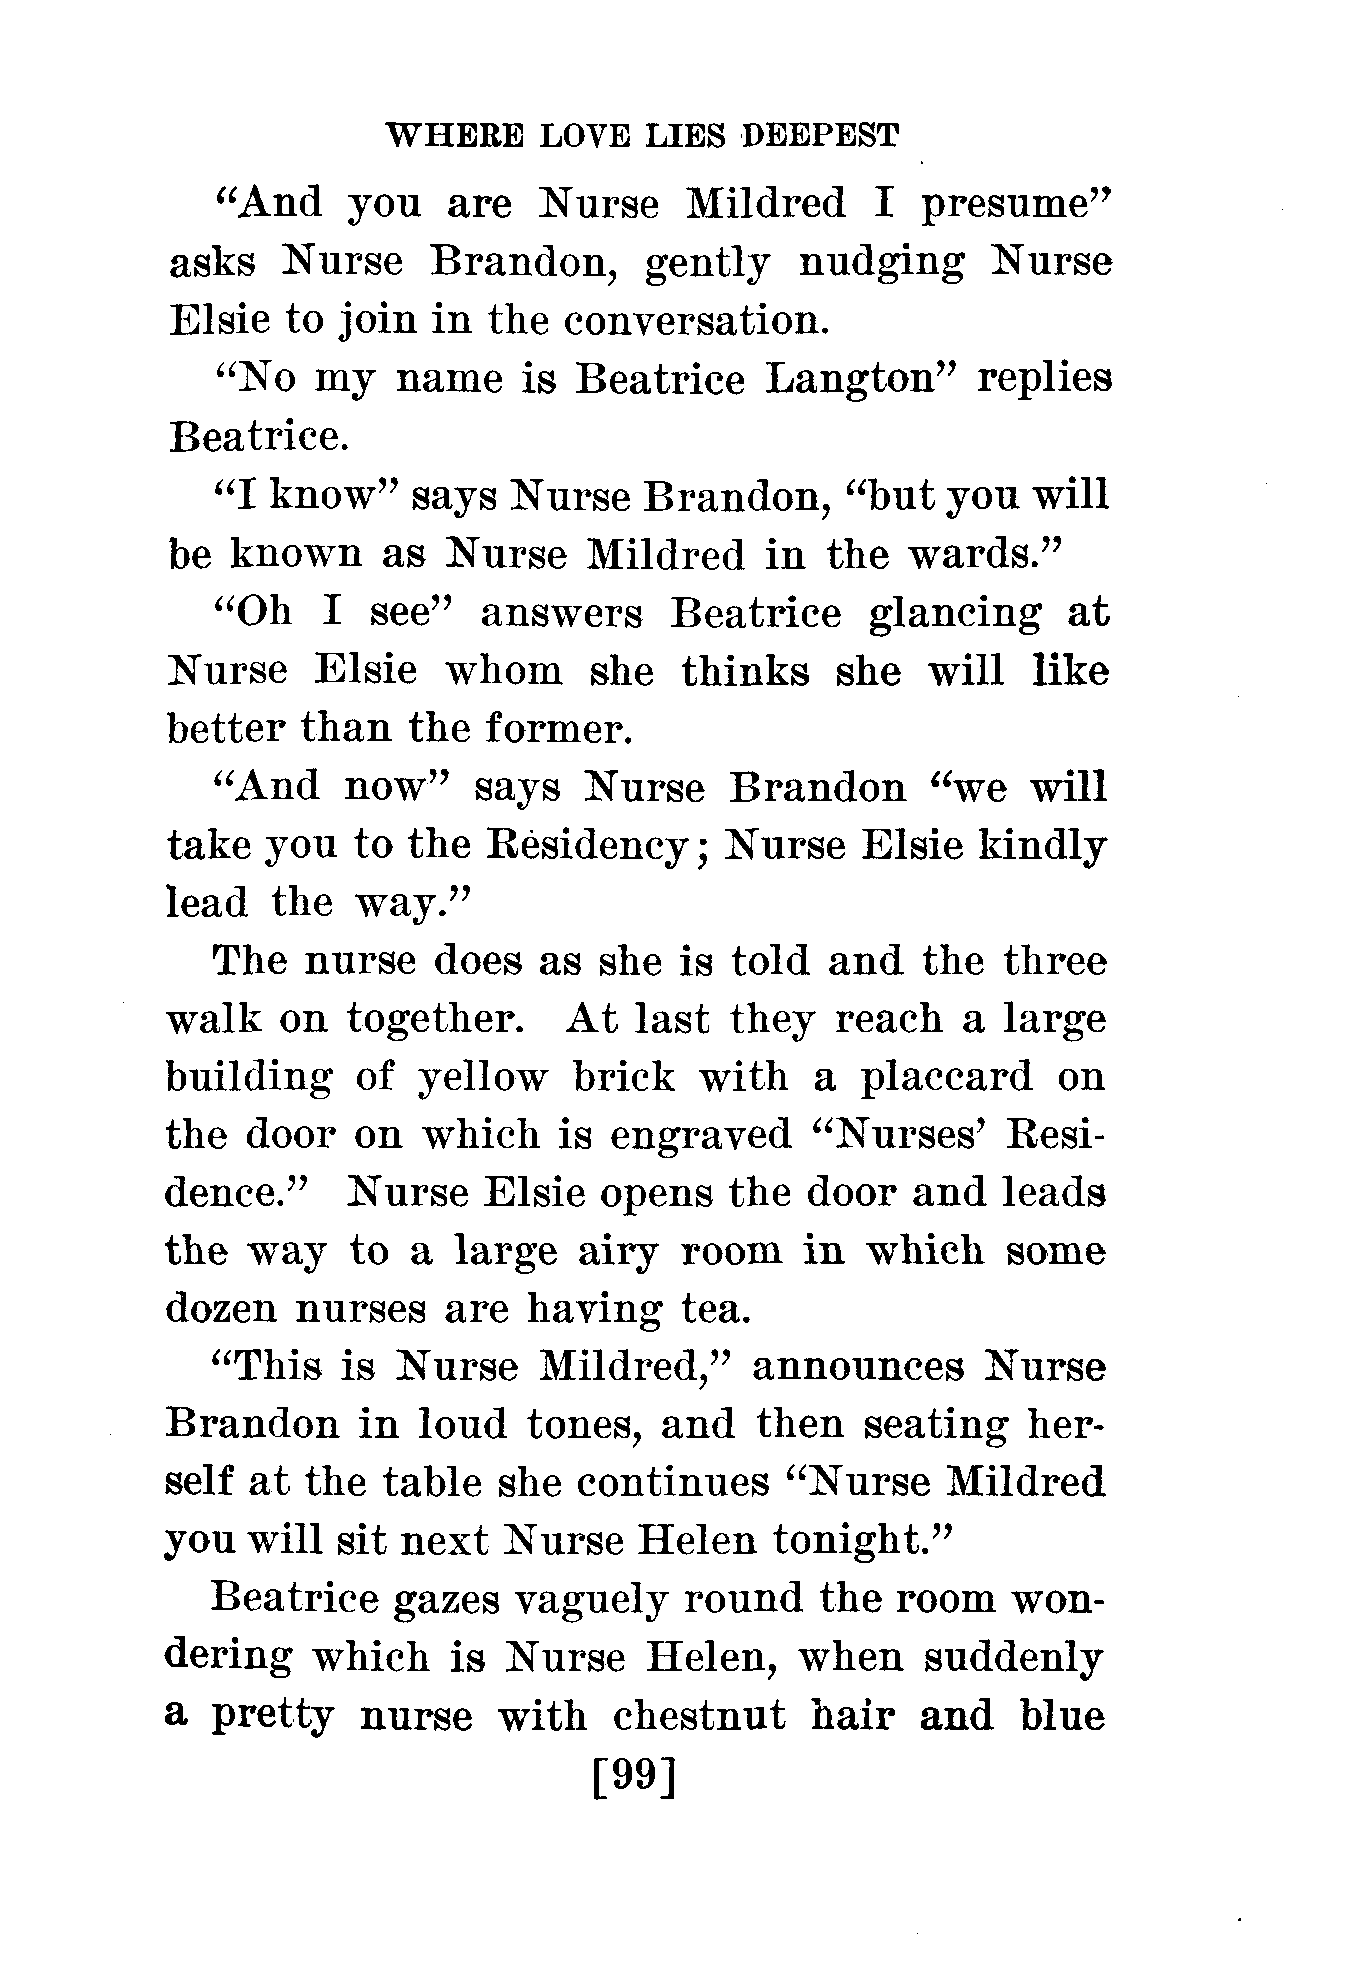 WHERE LOVE LIES DEEPEST
“And you are Nurse Mildred I presume”
asks Nurse Brandon, gently nudging Nurse
Elsie to join in the conversation.
“No my name is Beatrice Langton” replies
Beatrice.
“I know” says Nurse Brandon, “but you will
be known as Nurse Mildred in the wards.”
“Oh I see” answers Beatrice glancing at
Nurse Elsie whom she thinks she will like
better than the former.
“And now” says Nurse Brandon “we will
take you to the Residency; Nurse Elsie kindly
lead the way.”
The nurse does as she is told and the three
walk on together. At last they reach a large
building of yellow brick with a placcard on
the door on which is engraved “Nurses’ Resi-
dence.” Nurse Elsie opens the door and leads
the way to a large airy room in which some
dozen nurses are having tea.
“This is Nurse Mildred,” announces Nurse
Brandon in loud tones, and then seating her-
self at the table she continues “Nurse Mildred
you will sit next Nurse Helen tonight.”
Beatrice gazes vaguely round the room won-
dering which is Nurse Helen, when suddenly
a pretty nurse with chestnut hair and blue
[99]